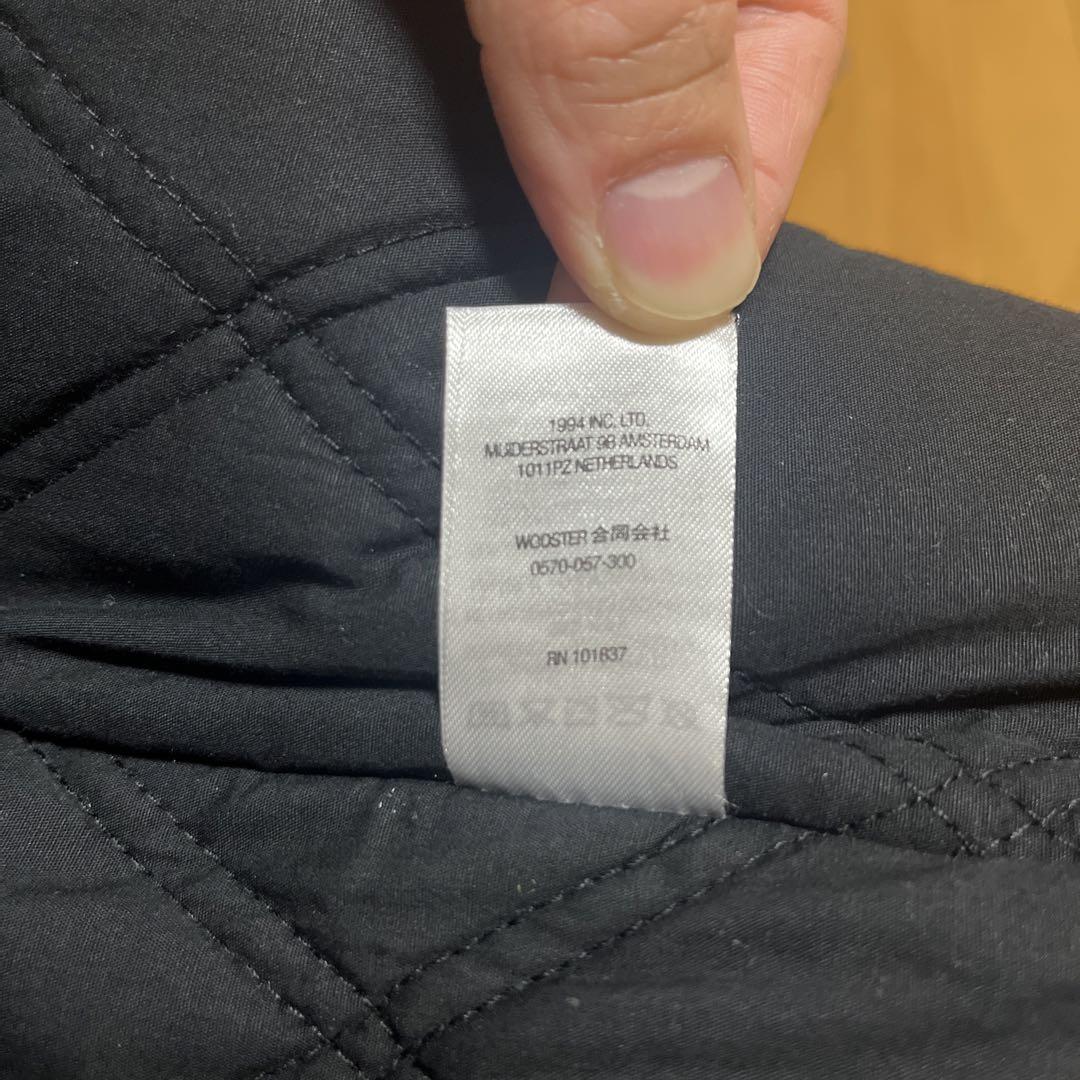 1994 INC. LTD.
MUIDERSTRAAT 9B AMSTERDAM
1011PZ NETHERLANDS
WOOSTER 合同会社
0570-057-300
RN 101837